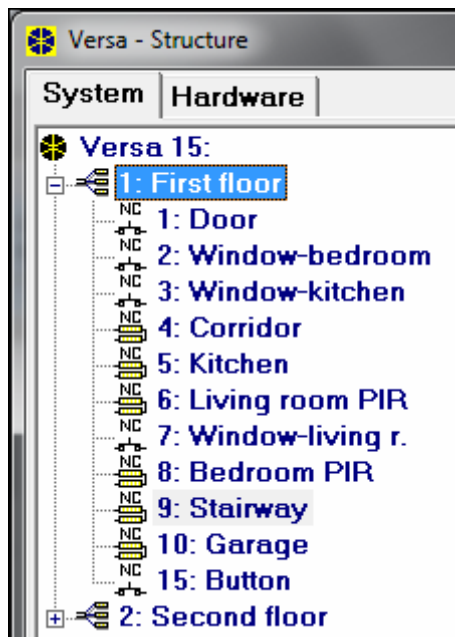 Versa - Structure
System Hardware
Versa 15:
1: First floor
NC 1: Door
NC 2: Window-bedroom
NC 3: Window-kitchen
NC 4: Corridor
NC 5: Kitchen
NC 6: Living room PIR
NC 7: Window-living r.
NC 8: Bedroom PIR
NC 9: Stairway
NC 10: Garage
NC 15: Button
2: Second floor